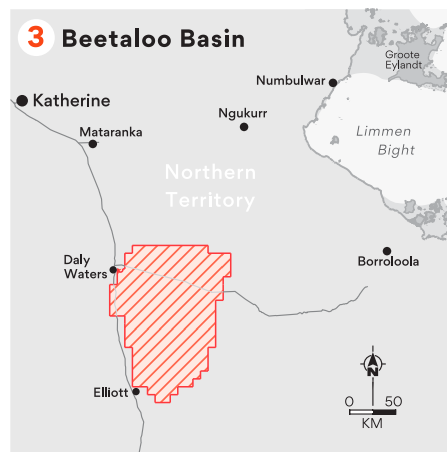 3 Beetaloo Basin
Groote
Eylandt
Numbulwar
Katherine
Ngukurr
Limmen
Bight
Mataranka
Northern
Territory
Daly
Waters
Borroloola
N
Elliott
0 50
KM